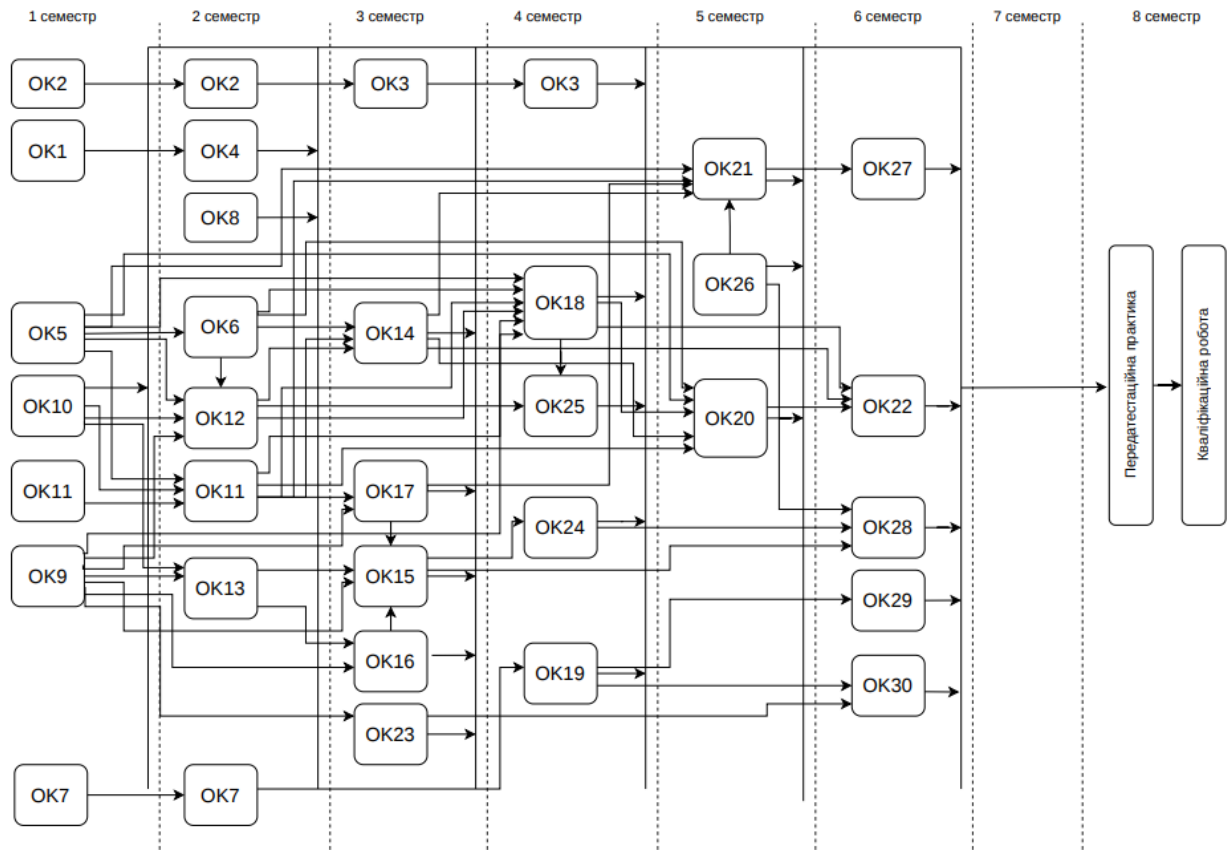 1 семестр
2 семестр
3 семестр
4 семестр
5 семестр
6 семестр
7 семестр
8 семестр
ОК2
ОК2
ОК3
ОК3
ОК1
ОК4
ОК21
ОК27
ОК8
ОК26
ОК5
ОК6
ОК14
ОК18
ОК10
ОК12
ОК25
ОК20
ОК22
ОК11
ОК11
ОК17
ОК24
ОК28
ОК9
ОК13
ОК15
ОК29
ОК16
ОК19
ОК30
ОК23
ОК7
ОК7
Передатестаційна практика
Кваліфікаційна робота